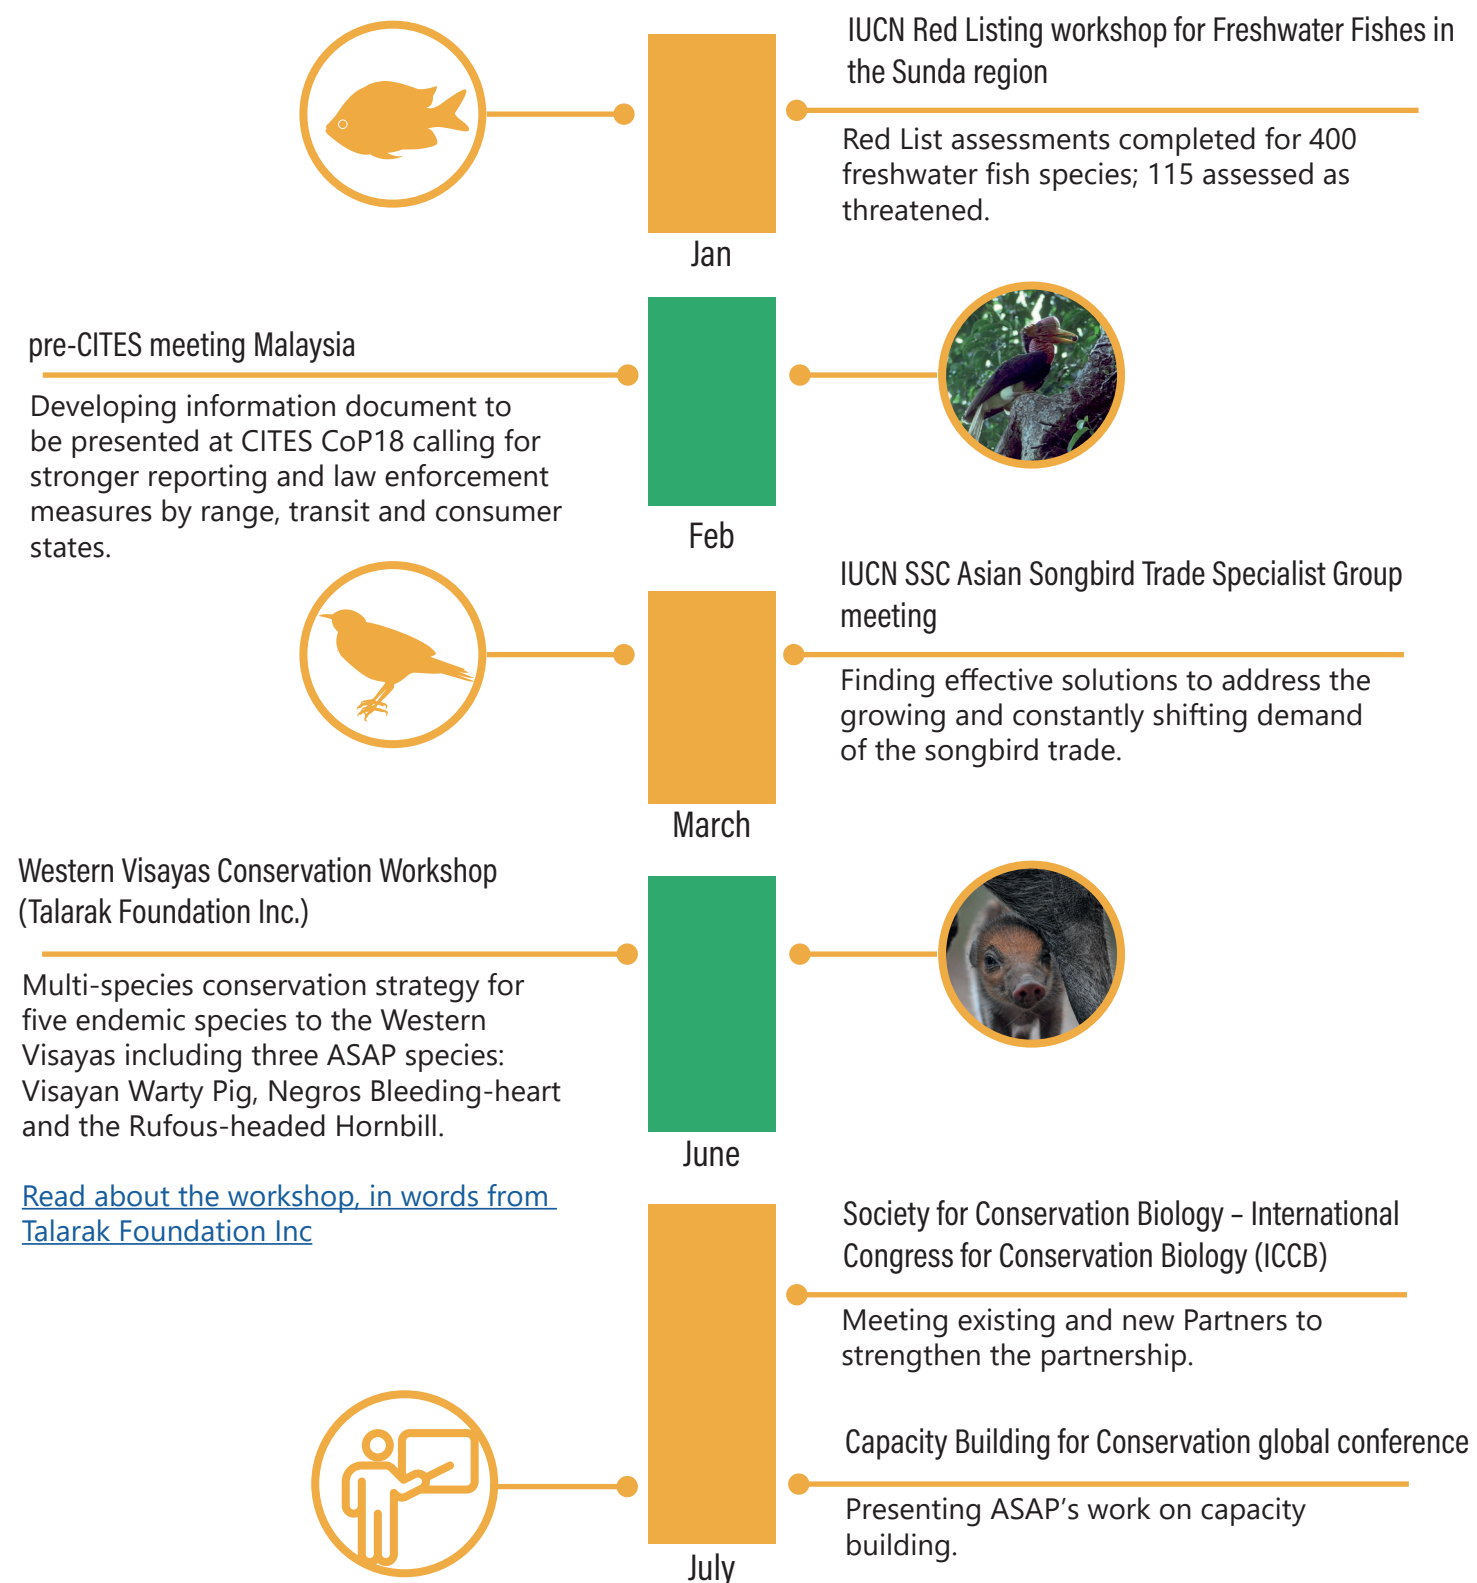 IUCN Red Listing workshop for Freshwater Fishes in
the Sunda region
Red List assessments completed for 400
freshwater fish species; 115 assessed as
threatened.
Jan
pre-CITES meeting Malaysia
Developing information document to
be presented at CITES CoP18 calling for
stronger reporting and law enforcement
measures by range, transit and consumer
states.
Feb
IUCN SSC Asian Songbird Trade Specialist Group
meeting
Finding effective solutions to address the
growing and constantly shifting demand
of the songbird trade.
March
Western Visayas Conservation Workshop
(Talarak Foundation Inc.)
Multi-species conservation strategy for
five endemic species to the Western
Visayas including three ASAP species:
Visayan Warty Pig, Negros Bleeding-heart
and the Rufous-headed Hornbill.
Read about the workshop, in words from
Talarak Foundation Inc
June
Society for Conservation Biology – International
Congress for Conservation Biology (ICCB)
Meeting existing and new Partners to
strengthen the partnership.
Capacity Building for Conservation global conference
Presenting ASAP's work on capacity
building.
July